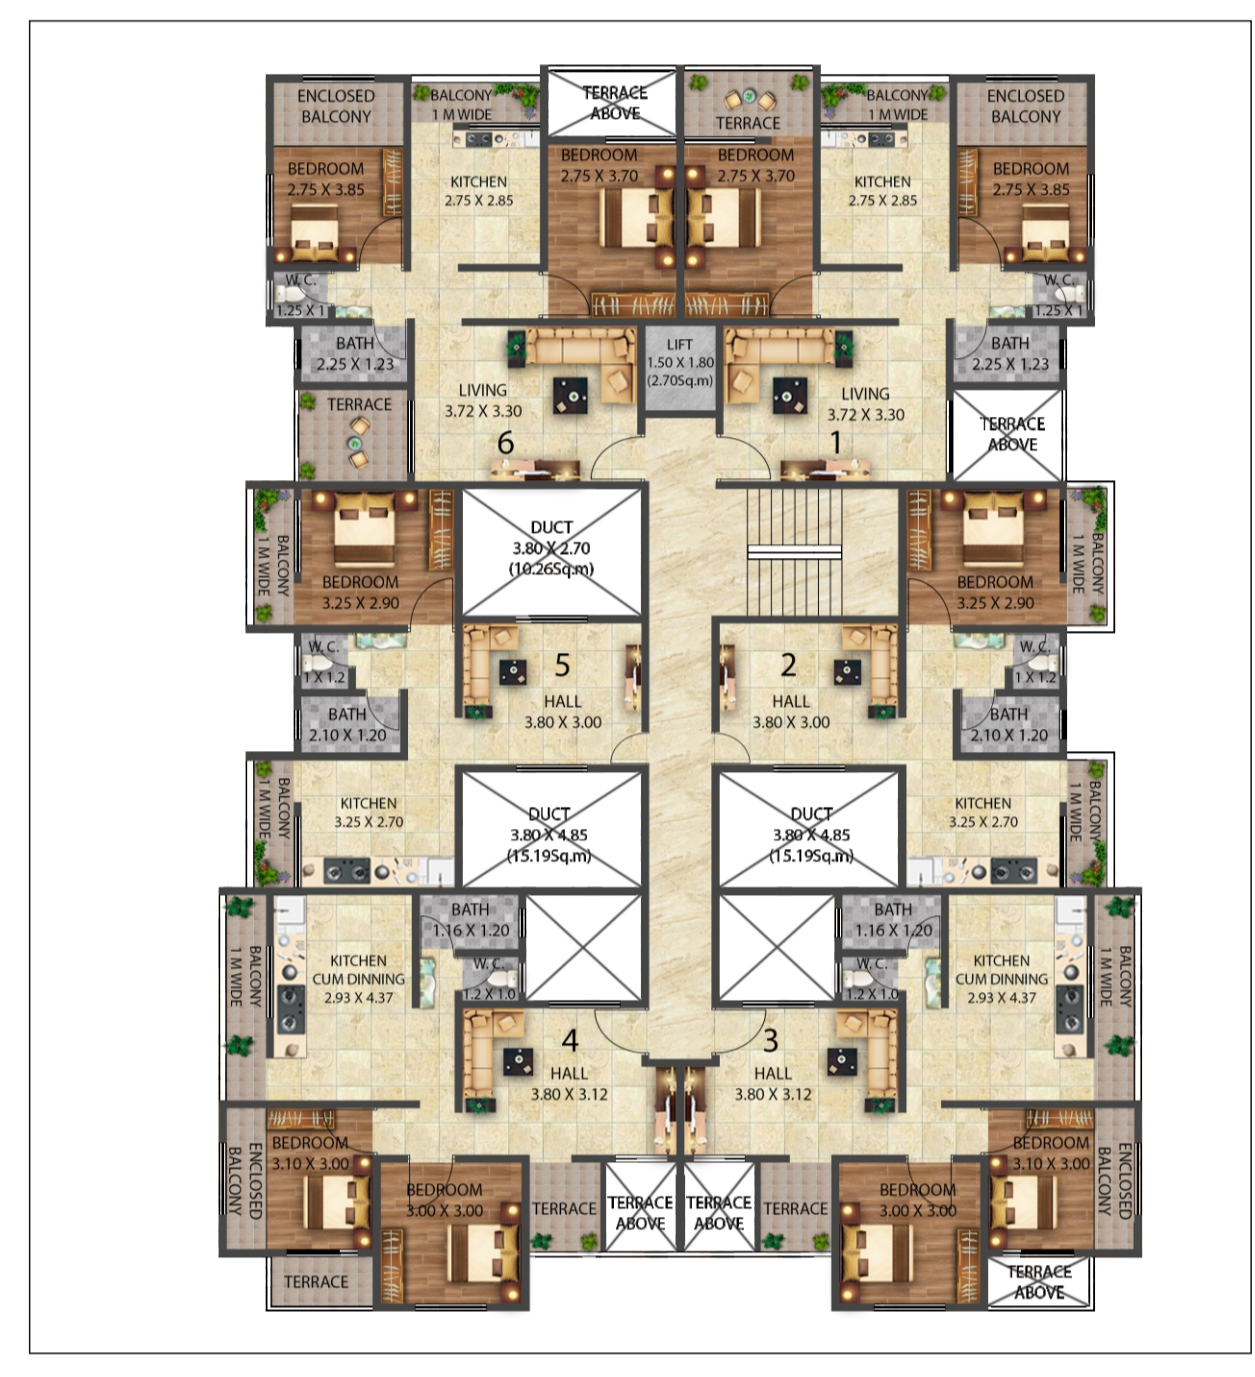 ENCLOSED
BALCONY
BALCONY
1 M WIDE
TERRACE
ABOVE
TERRACE
BALCONY
1 M WIDE
ENCLOSED
BALCONY
BEDROOM
2.75 X 3.85
KITCHEN
2.75 X 2.85
BEDROOM
2.75 X 3.70
BEDROOM
2.75 X 3.70
KITCHEN
2.75 X 2.85
BEDROOM
2.75 X 3.85
W. C.
1.25 X 1
W. C.
1.25 X 1
BATH
2.25 X 1.23
LIFT
1.50 X 1.80
(2.70Sq.m)
BATH
2.25 X 1.23
TERRACE
LIVING
3.72 X 3.30
6
LIVING
3.72 X 3.30
1
TERRACE
ABOVE
BALCONY
1 M WIDE
BEDROOM
3.25 X 2.90
DUCT
3.80 X 2.70
(10.26Sq.m)
BEDROOM
3.25 X 2.90
BALCONY
1 M WIDE
W. C.
1 X 1.2
5
HALL
3.80 X 3.00
2
HALL
3.80 X 3.00
W. C.
1 X 1.2
BATH
2.10 X 1.20
BATH
2.10 X 1.20
BALCONY
1 M WIDE
KITCHEN
3.25 X 2.70
DUCT
3.80 X 4.85
(15.19Sq.m)
DUCT
3.80 X 4.85
(15.19Sq.m)
KITCHEN
3.25 X 2.70
BALCONY
1 M WIDE
BALCONY
1 M WIDE
KITCHEN
CUM DINNING
2.93 X 4.37
BATH
1.16 X 1.20
W. C.
1.2 X 1.0
BATH
1.16 X 1.20
W. C.
1.2 X 1.0
KITCHEN
CUM DINNING
2.93 X 4.37
BALCONY
1 M WIDE
4
HALL
3.80 X 3.12
3
HALL
3.80 X 3.12
ENCLOSED
BALCONY
BEDROOM
3.10 X 3.00
BEDROOM
3.00 X 3.00
TERRACE
TERRACE
ABOVE
TERRACE
ABOVE
TERRACE
BEDROOM
3.00 X 3.00
BEDROOM
3.10 X 3.00
ENCLOSED
BALCONY
TERRACE
TERRACE
ABOVE